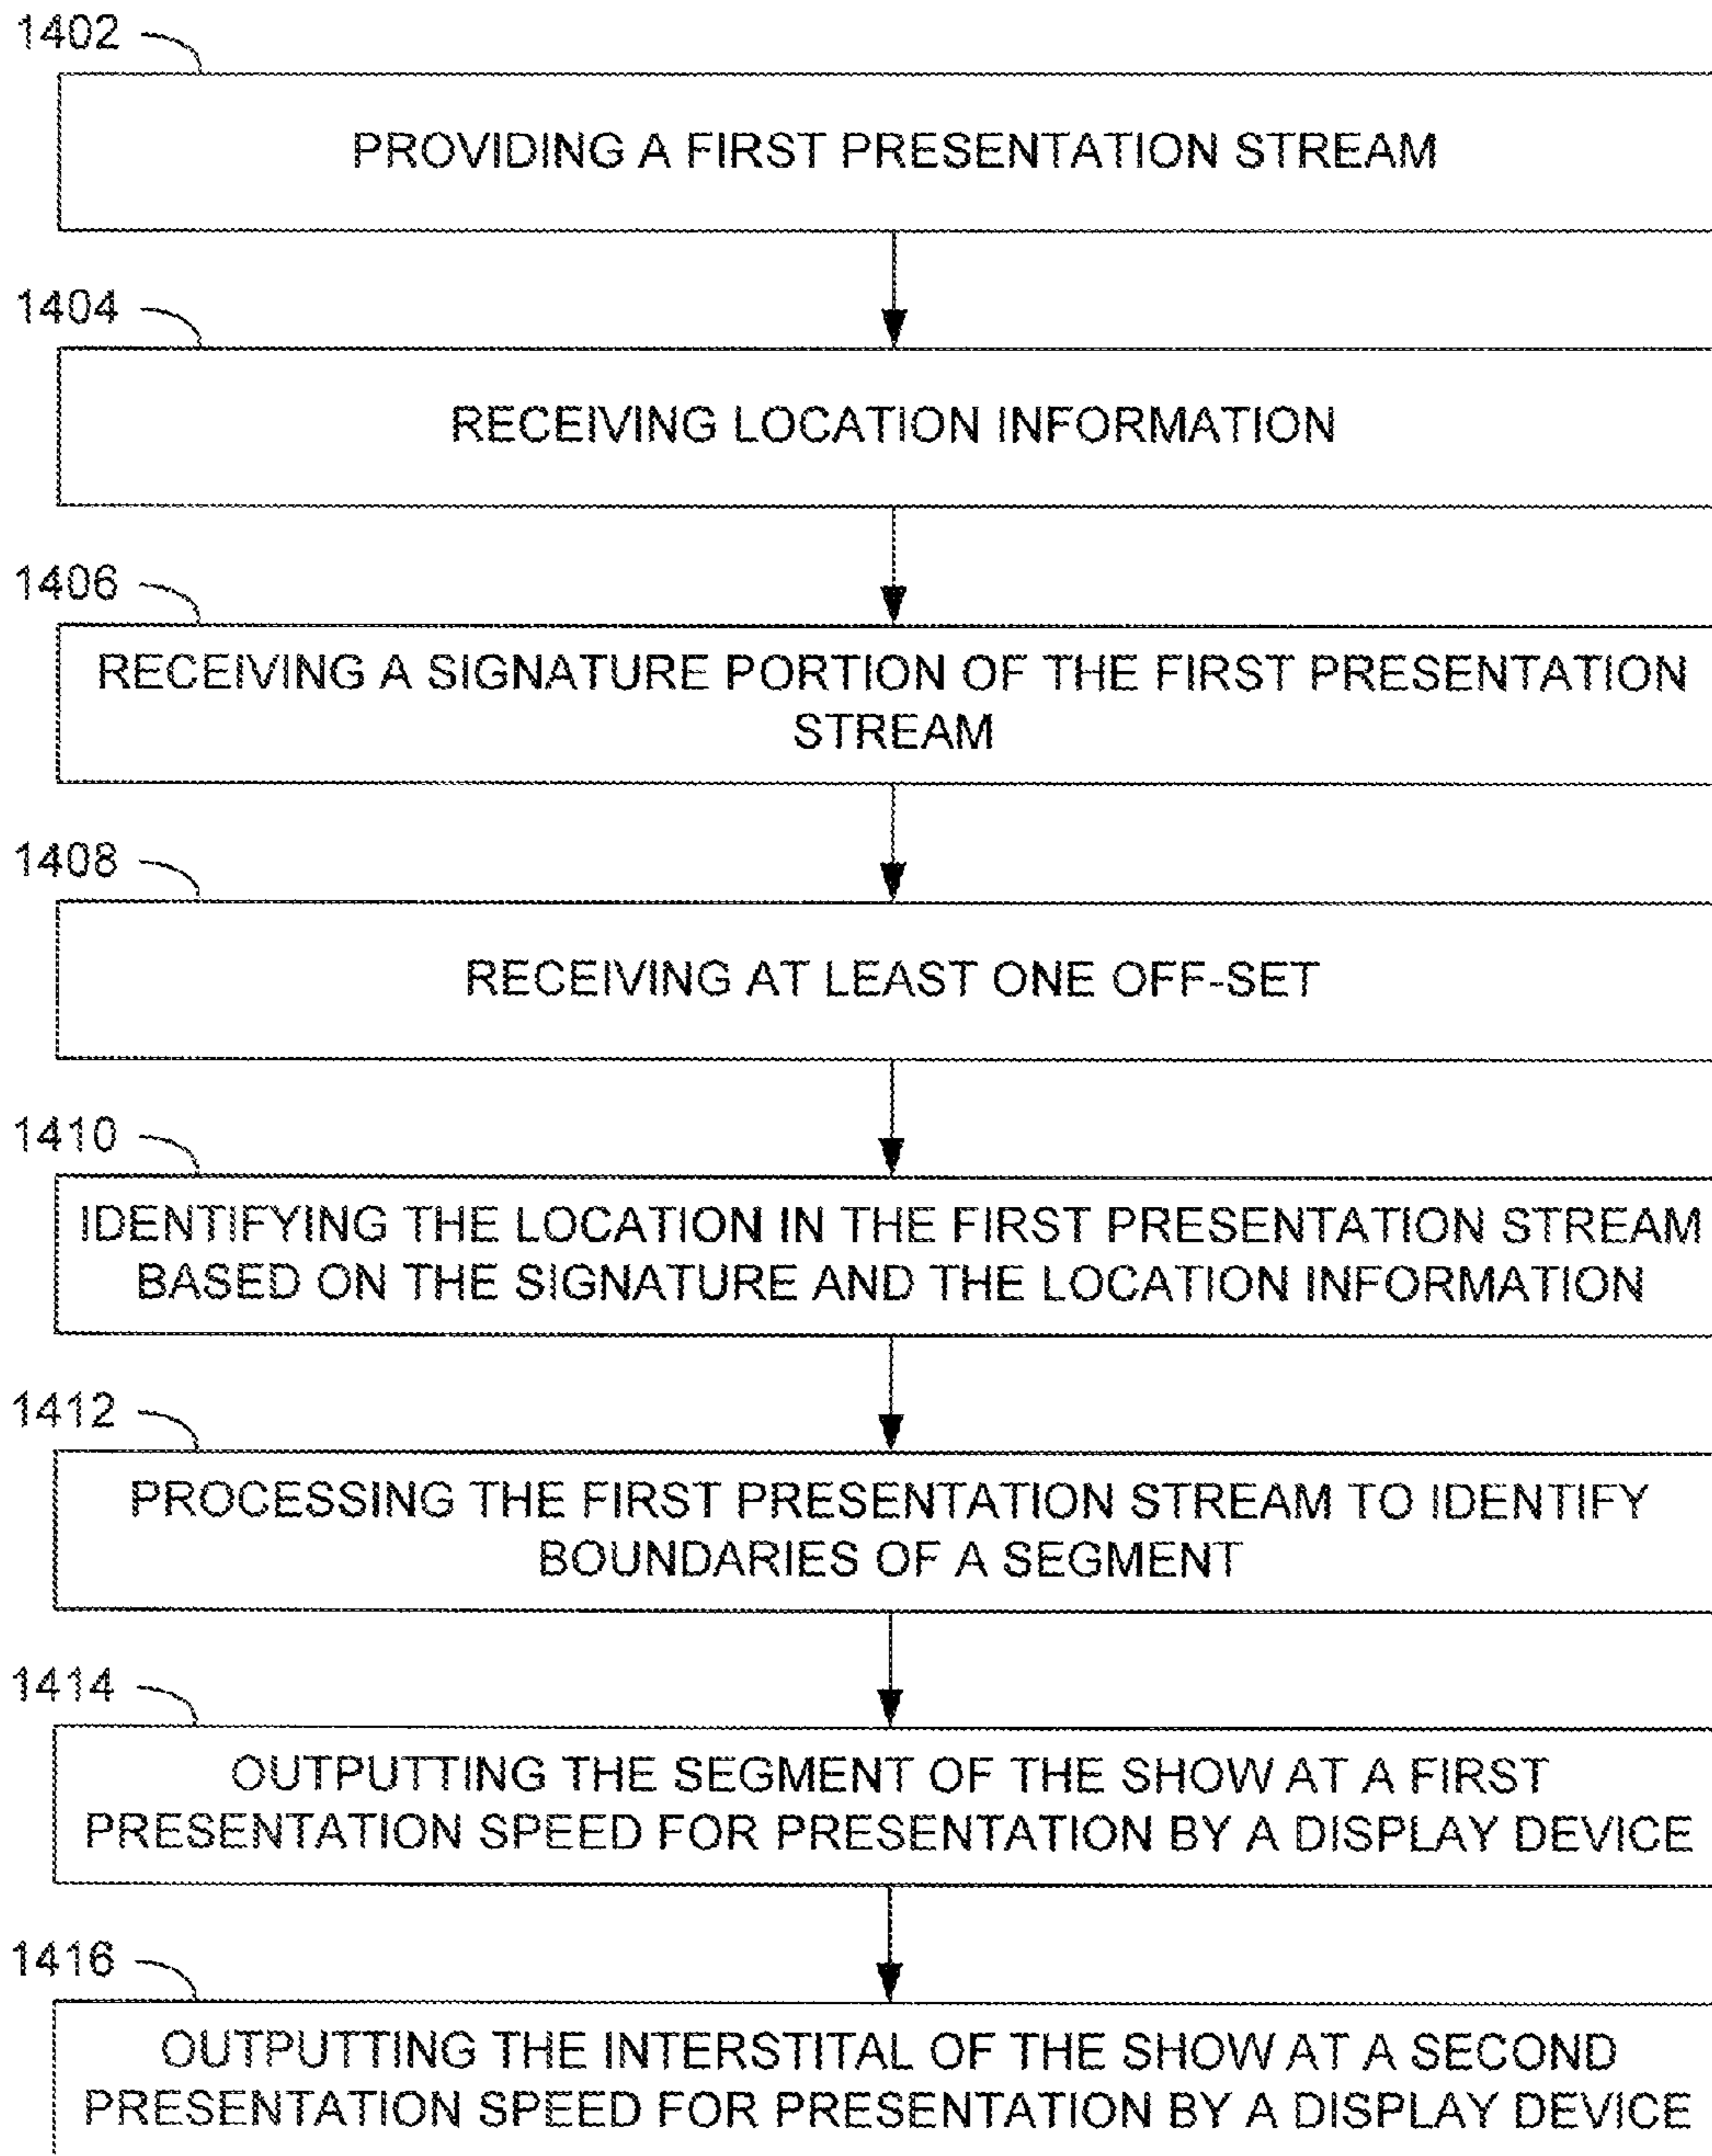 1402
PROVIDING A FIRST PRESENTATION STREAM
1404
RECEIVING LOCATION INFORMATION
1406
RECEIVING A SIGNATURE PORTION OF THE FIRST PRESENTATION
STREAM
1408
RECEIVING AT LEAST ONE OFF-SET
1410
IDENTIFYING THE LOCATION IN THE FIRST PRESENTATION STREAM
BASED ON THE SIGNATURE AND THE LOCATION INFORMATION
1412
PROCESSING THE FIRST PRESENTATION STREAM TO IDENTIFY
BOUNDARIES OF A SEGMENT
1414
OUTPUTTING THE SEGMENT OF THE SHOW AT A FIRST
PRESENTATION SPEED FOR PRESENTATION BY A DISPLAY DEVICE
1416
OUTPUTTING THE INTERSTITAL OF THE SHOW AT A SECOND
PRESENTATION SPEED FOR PRESENTATION BY A DISPLAY DEVICE